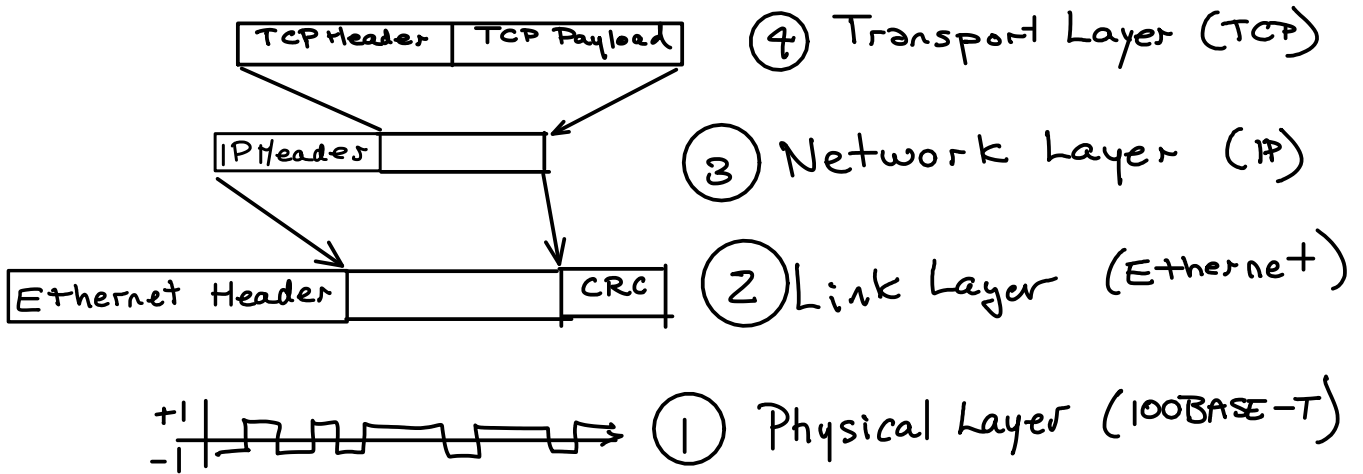 TCP Header TCP Payload
4 Transport Layer (TCP)
IP Header
3 Network Layer (IP)
Ethernet Header CRC
2 Link Layer (Ethernet)
+1
-1
1 Physical Layer (100BASE-T)